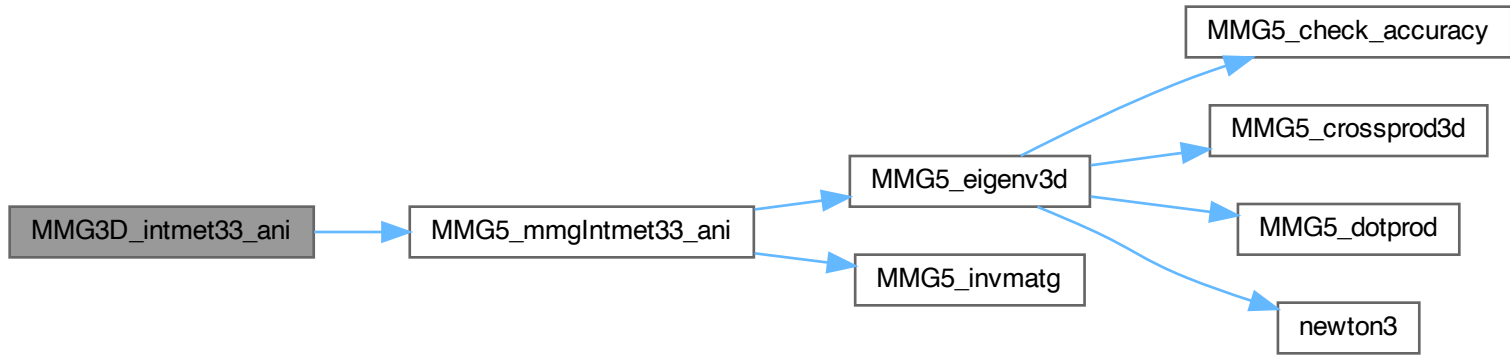 MMG3D_intmet33_ani
MMG5_mmgIntmet33_ani
MMG5_eigenv3d
MMG5_invmatg
MMG5_check_accuracy
MMG5_crossprod3d
MMG5_dotprod
newton3